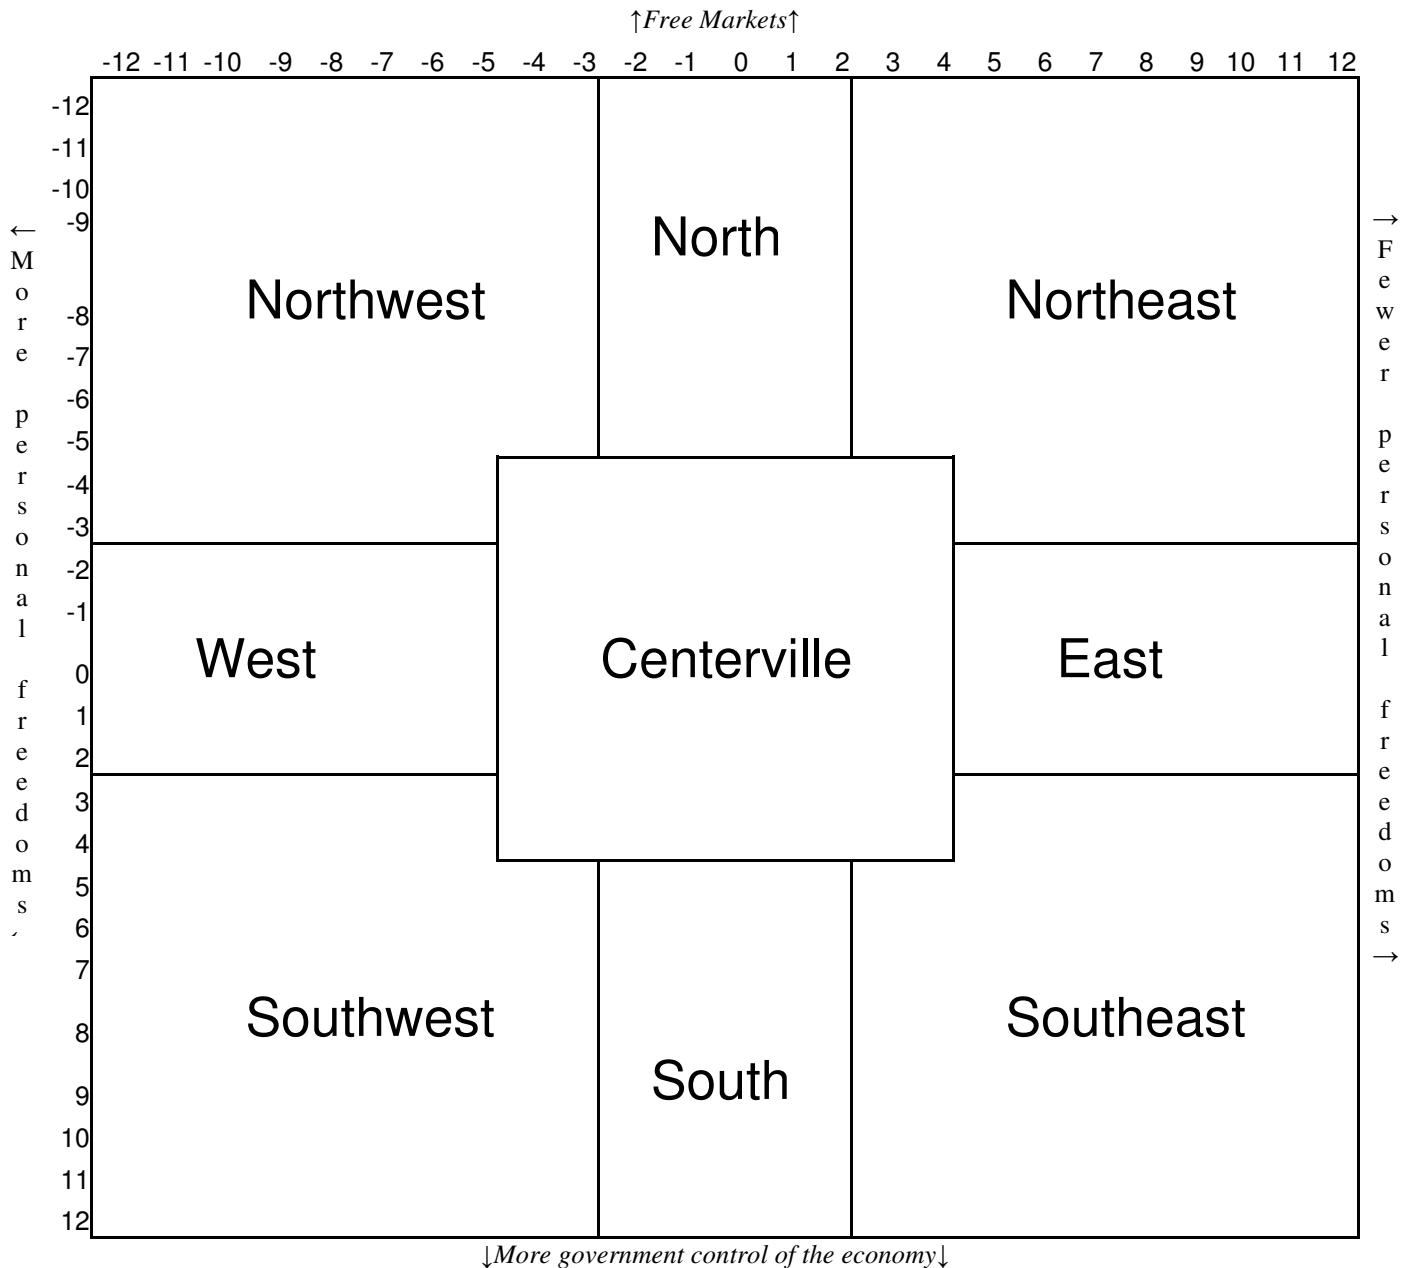 ↑Free Markets↑
-12 -11 -10 -9 -8 -7 -6 -5 -4 -3 -2 -1 0 1 2 3 4 5 6 7 8 9 10 11 12
-12
-11
-10
-9
-8
-7
-6
-5
-4
-3
-2
-1
0
1
2
3
4
5
6
7
8
9
10
11
12
←More personal freedoms
North
Northwest
Northeast
West
Centerville
East
Southwest
Southeast
South
→Fewer personal freedoms→
↓More government control of the economy↓